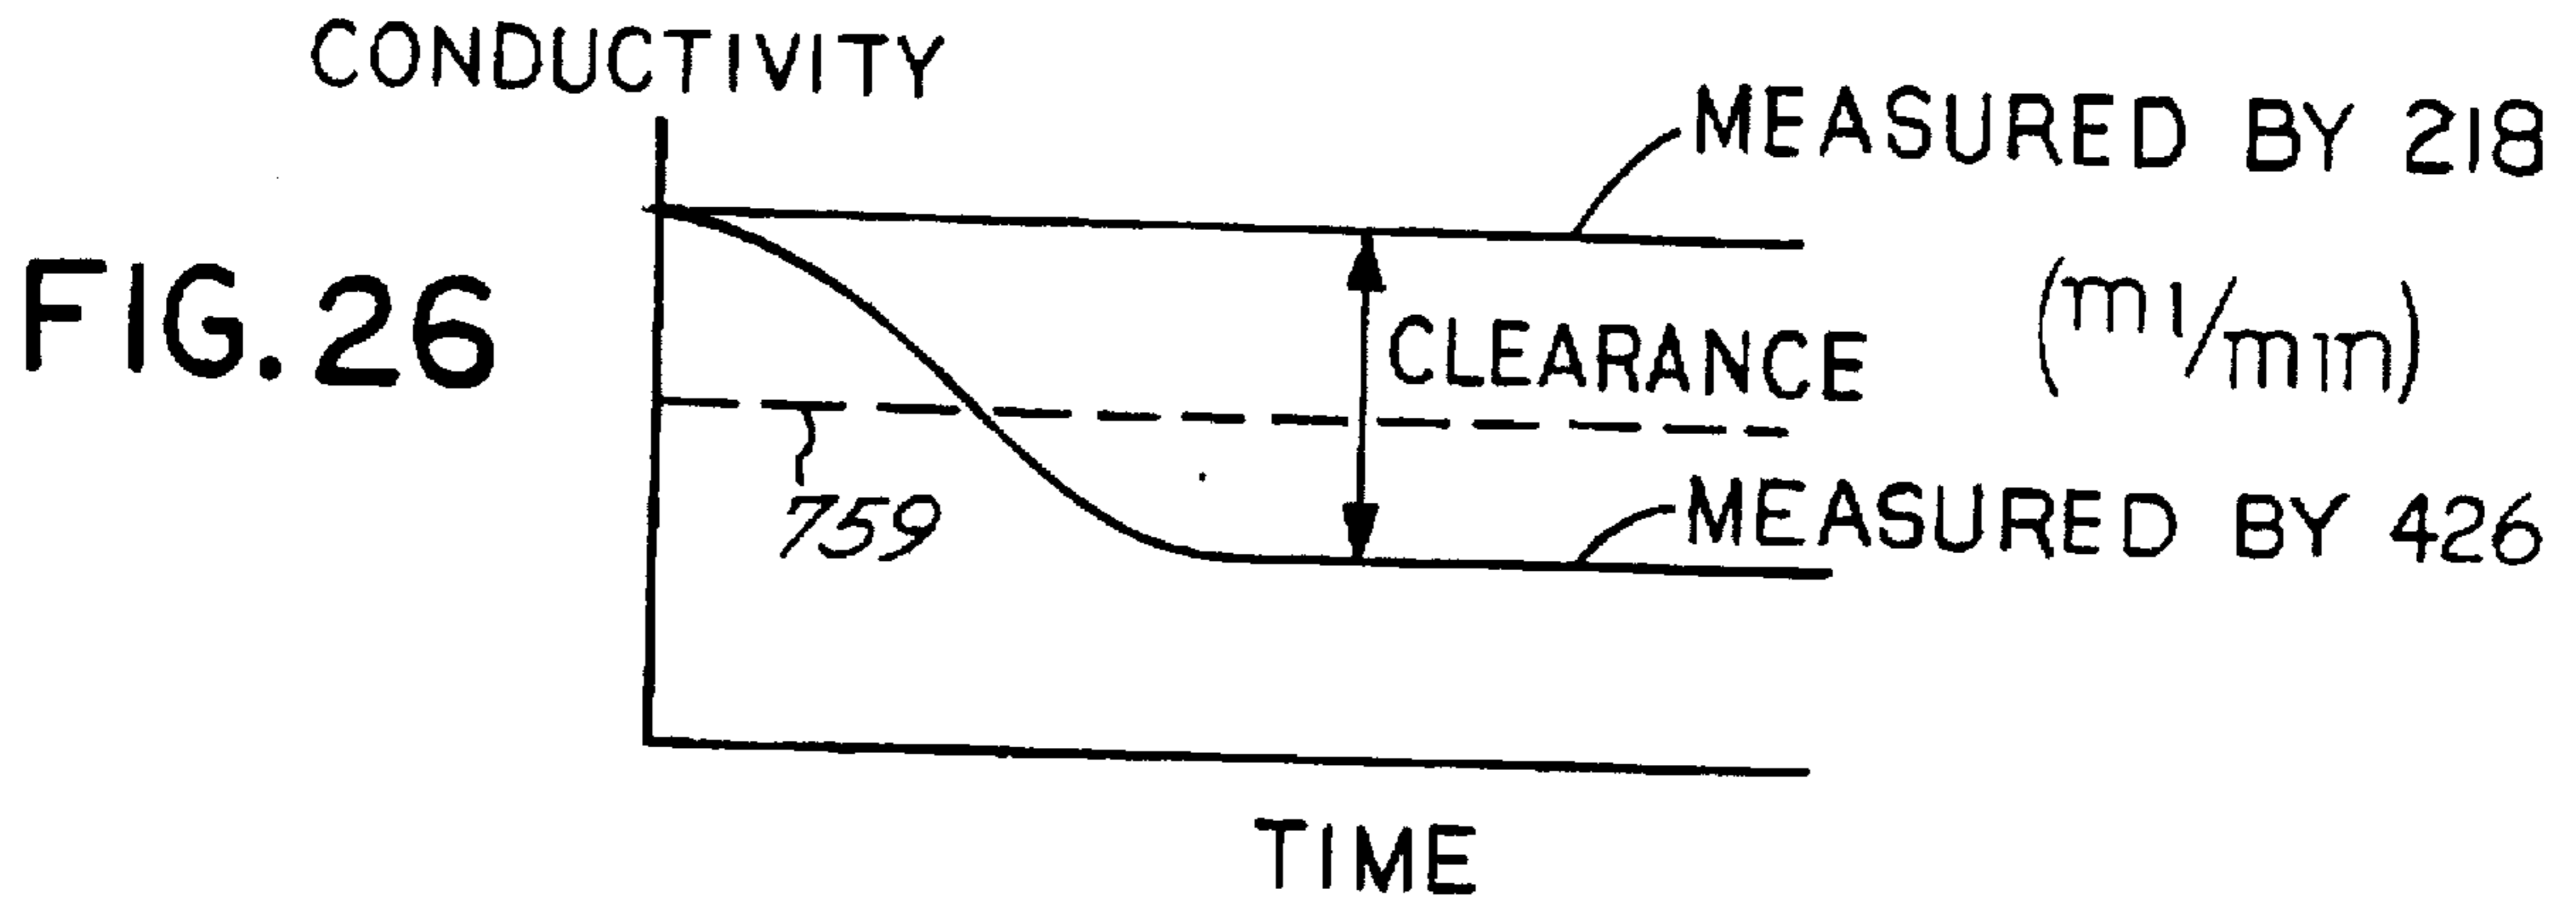 CONDUCTIVITY
MEASURED BY 218
FIG. 26
CLEARANCE (ml/min)
759
MEASURED BY 426
TIME